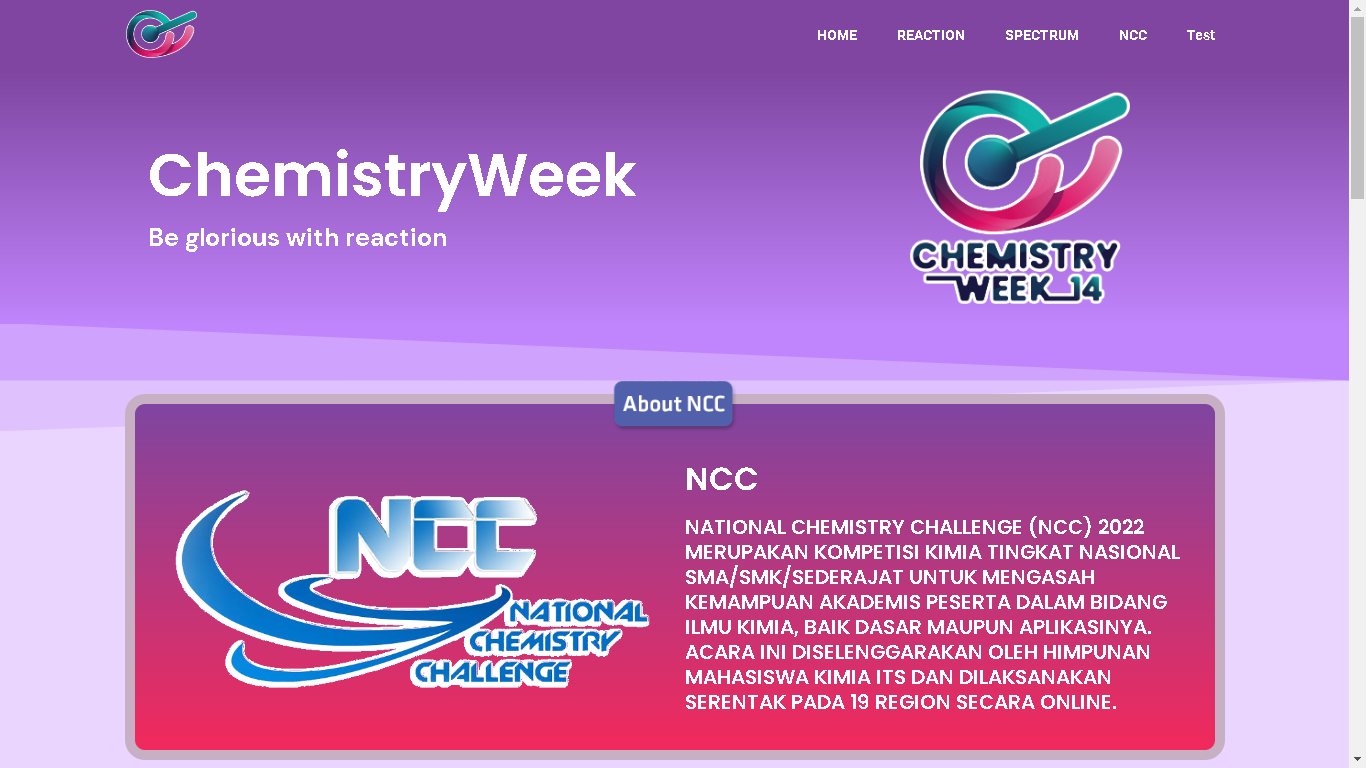 HOME REACTION SPECTRUM NCC Test
ChemistryWeek
Be glorious with reaction
CHEMISTRY
WEEK 14
About NCC
NCC
NATIONAL
CHEMISTRY
CHALLENGE
NCC
NATIONAL CHEMISTRY CHALLENGE (NCC) 2022
MERUPAKAN KOMPETISI KIMIA TINGKAT NASIONAL
SMA/SMK/SEDERAJAT UNTUK MENGASAH
KEMAMPUAN AKADEMIS PESERTA DALAM BIDANG
ILMU KIMIA, BAIK DASAR MAUPUN APLIKASINYA.
ACARA INI DISELENGGARAKAN OLEH HIMPUNAN
MAHASISWA KIMIA ITS DAN DILAKSANAKAN
SERENTAK PADA 19 REGION SECARA ONLINE.